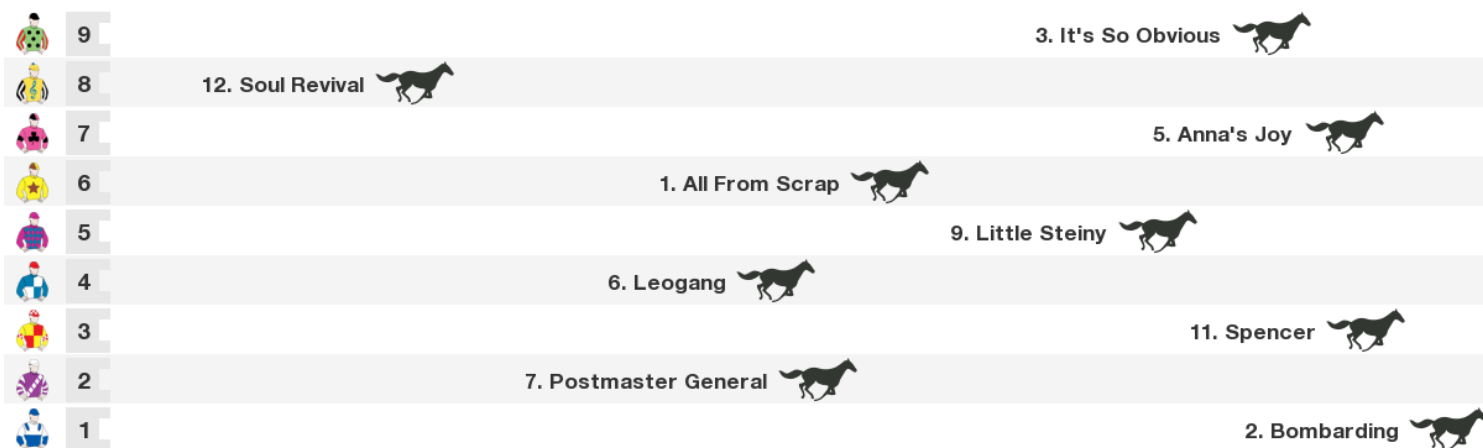 9 3. It's So Obvious
8 12. Soul Revival
7 5. Anna's Joy
6 1. All From Scrap
5 9. Little Steiny
4 6. Leogang
3 11. Spencer
2 7. Postmaster General
1 2. Bombarding